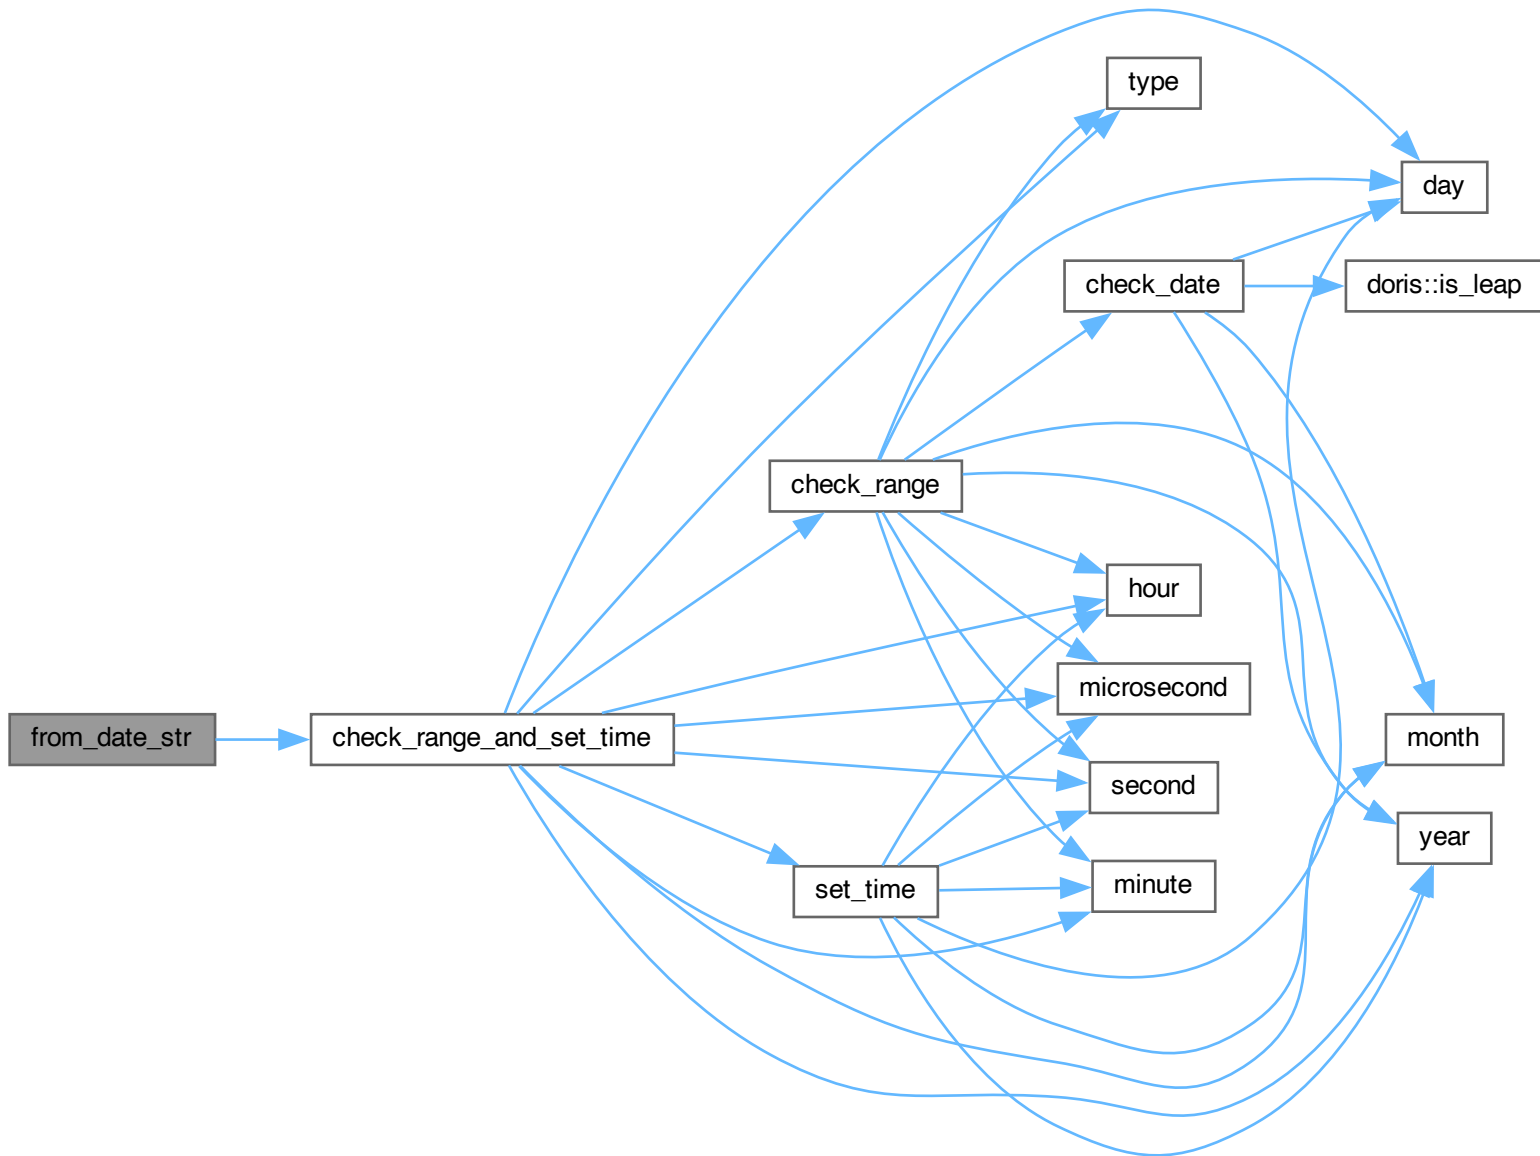 type
day
check_date
doris::is_leap
check_range
hour
microsecond
from_date_str
check_range_and_set_time
month
second
year
set_time
minute